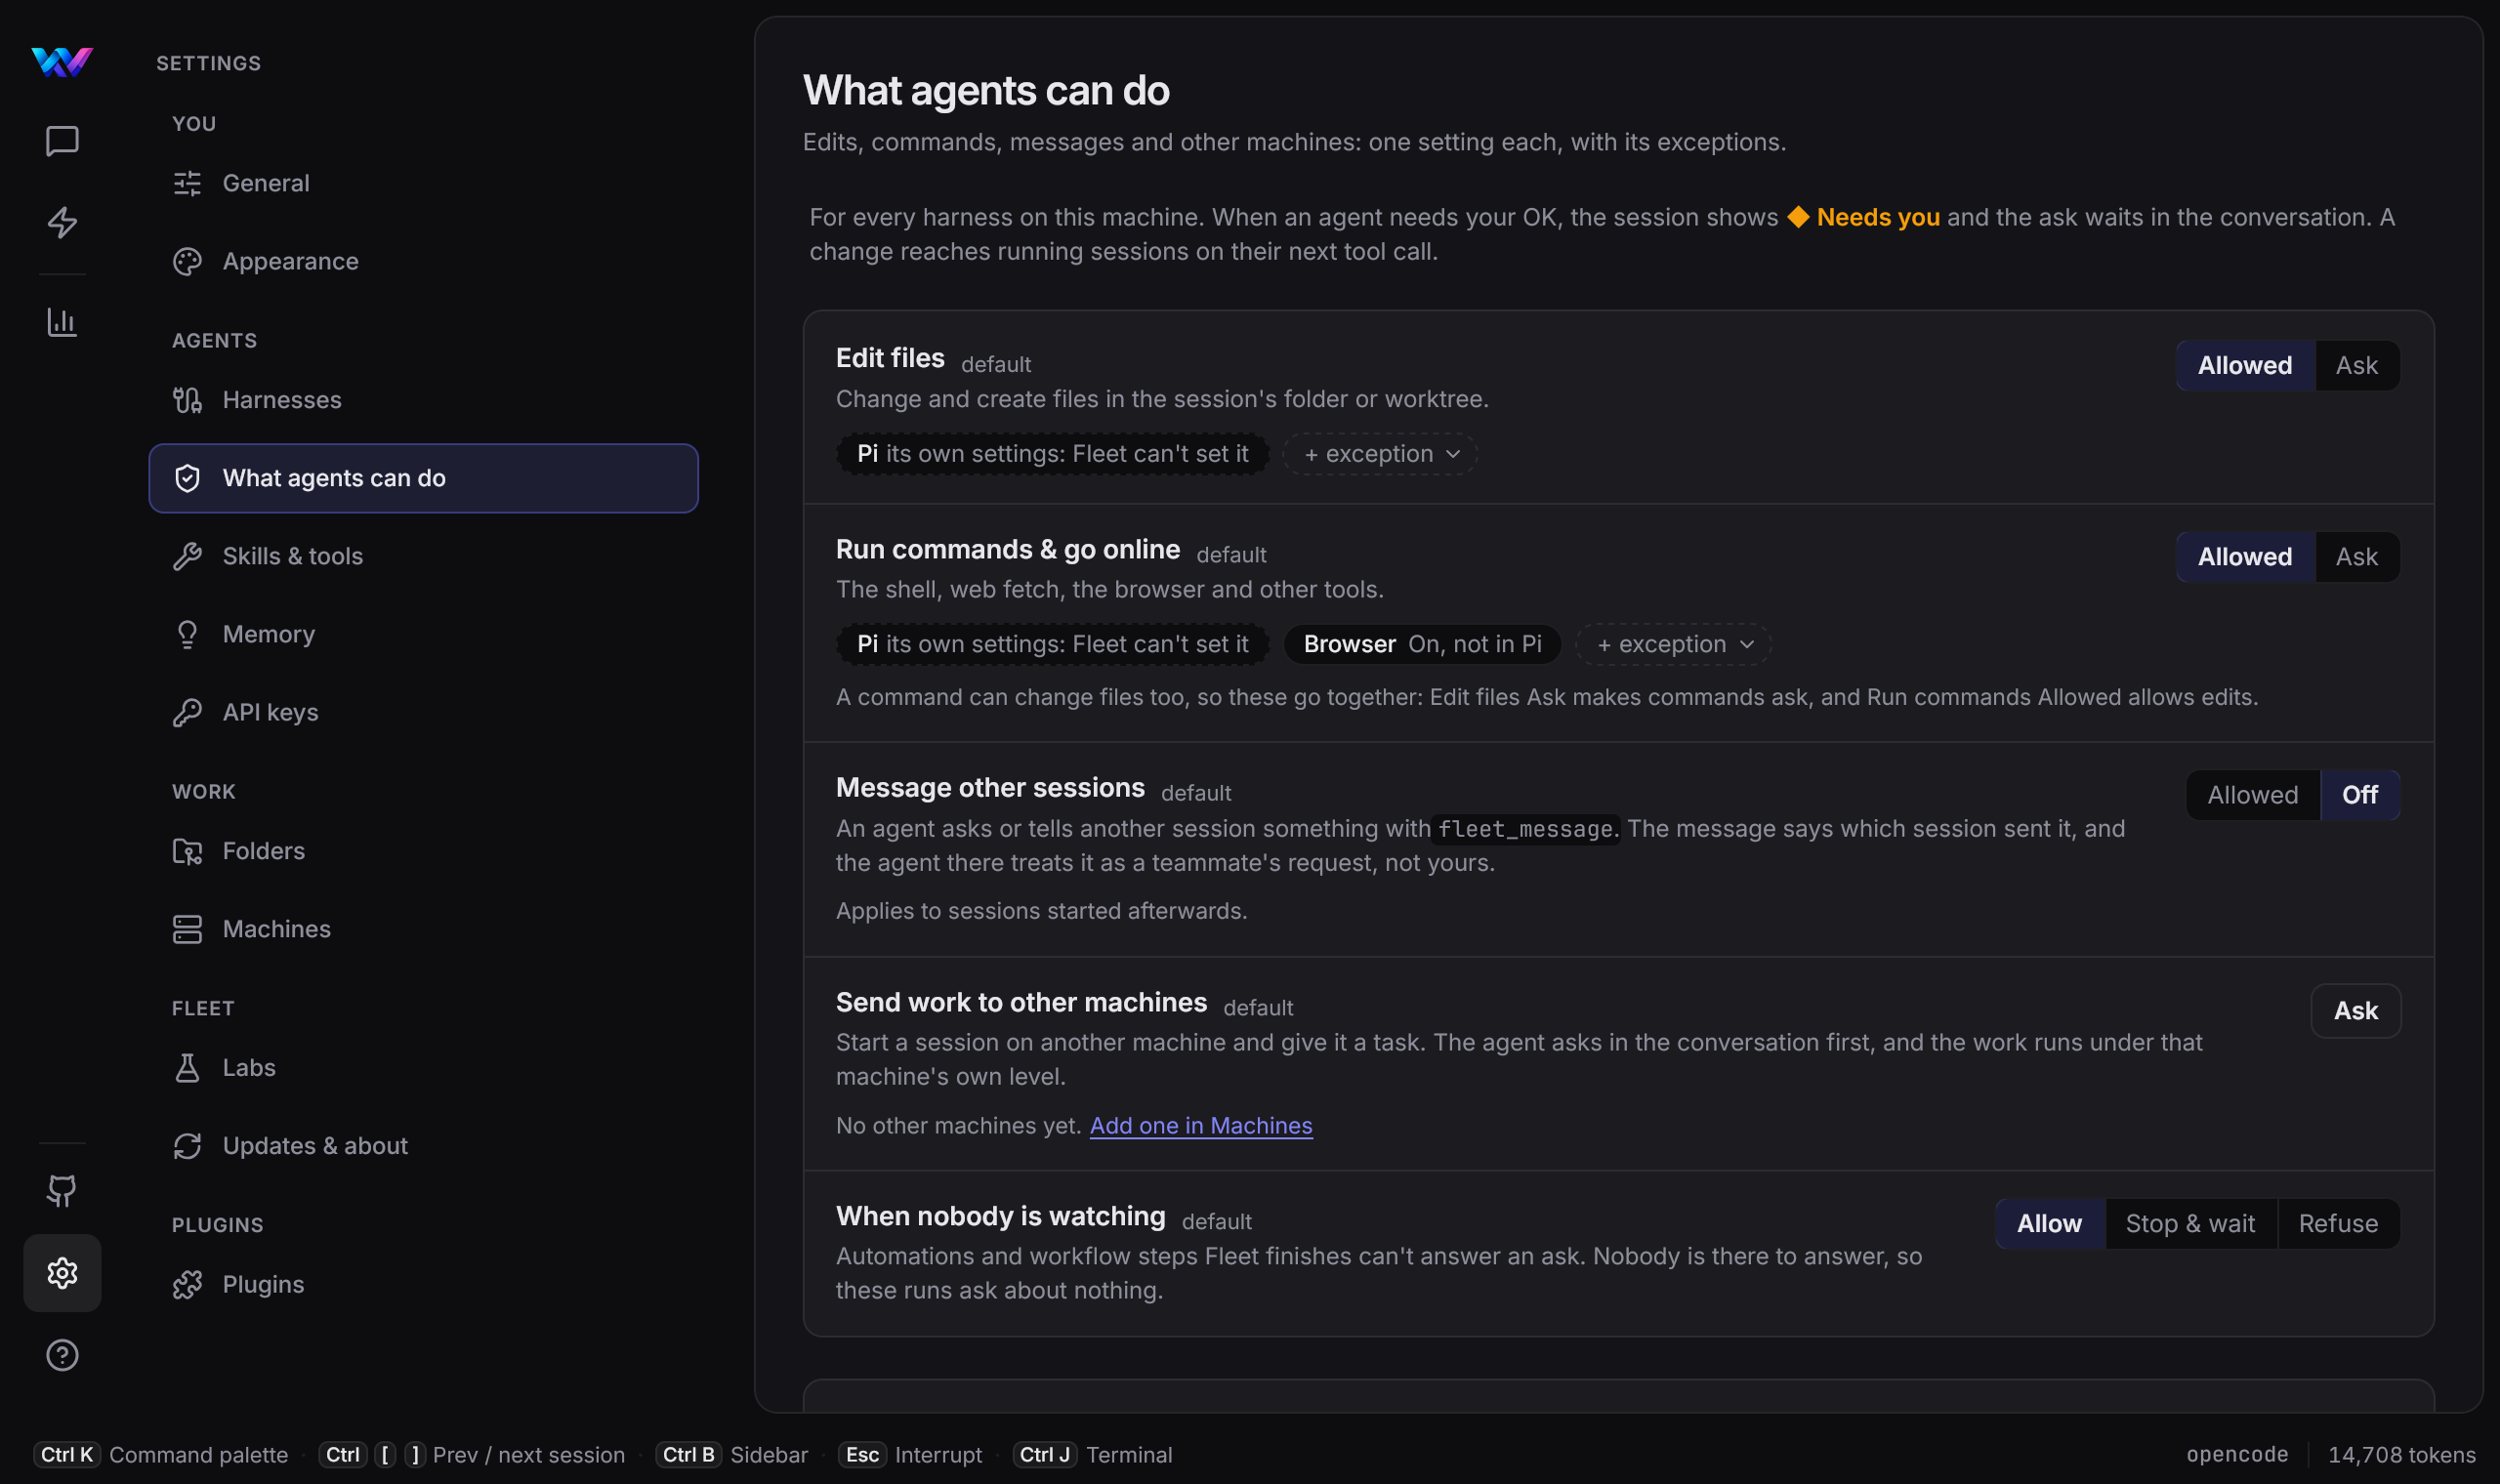 SETTINGS
YOU
General
Appearance
AGENTS
Harnesses
What agents can do
Skills & tools
Memory
API keys
WORK
Folders
Machines
FLEET
Labs
Updates & about
PLUGINS
Plugins
What agents can do
Edits, commands, messages and other machines: one setting each, with its exceptions.
For every harness on this machine. When an agent needs your OK, the session shows ◆ Needs you and the ask waits in the conversation. A
change reaches running sessions on their next tool call.
Edit files default
Allowed Ask
Change and create files in the session's folder or worktree.
Pi its own settings: Fleet can't set it + exception
Run commands & go online default
Allowed Ask
The shell, web fetch, the browser and other tools.
Pi its own settings: Fleet can't set it Browser On, not in Pi + exception
A command can change files too, so these go together: Edit files Ask makes commands ask, and Run commands Allowed allows edits.
Message other sessions default
Allowed Off
An agent asks or tells another session something with fleet_message. The message says which session sent it, and
the agent there treats it as a teammate's request, not yours.
Applies to sessions started afterwards.
Send work to other machines default
Ask
Start a session on another machine and give it a task. The agent asks in the conversation first, and the work runs under that
machine's own level.
No other machines yet. Add one in Machines
When nobody is watching default
Allow Stop & wait Refuse
Automations and workflow steps Fleet finishes can't answer an ask. Nobody is there to answer, so
these runs ask about nothing.
Ctrl K Command palette · Ctrl [ ] Prev / next session · Ctrl B Sidebar · Esc Interrupt · Ctrl J Terminal
opencode 14,708 tokens